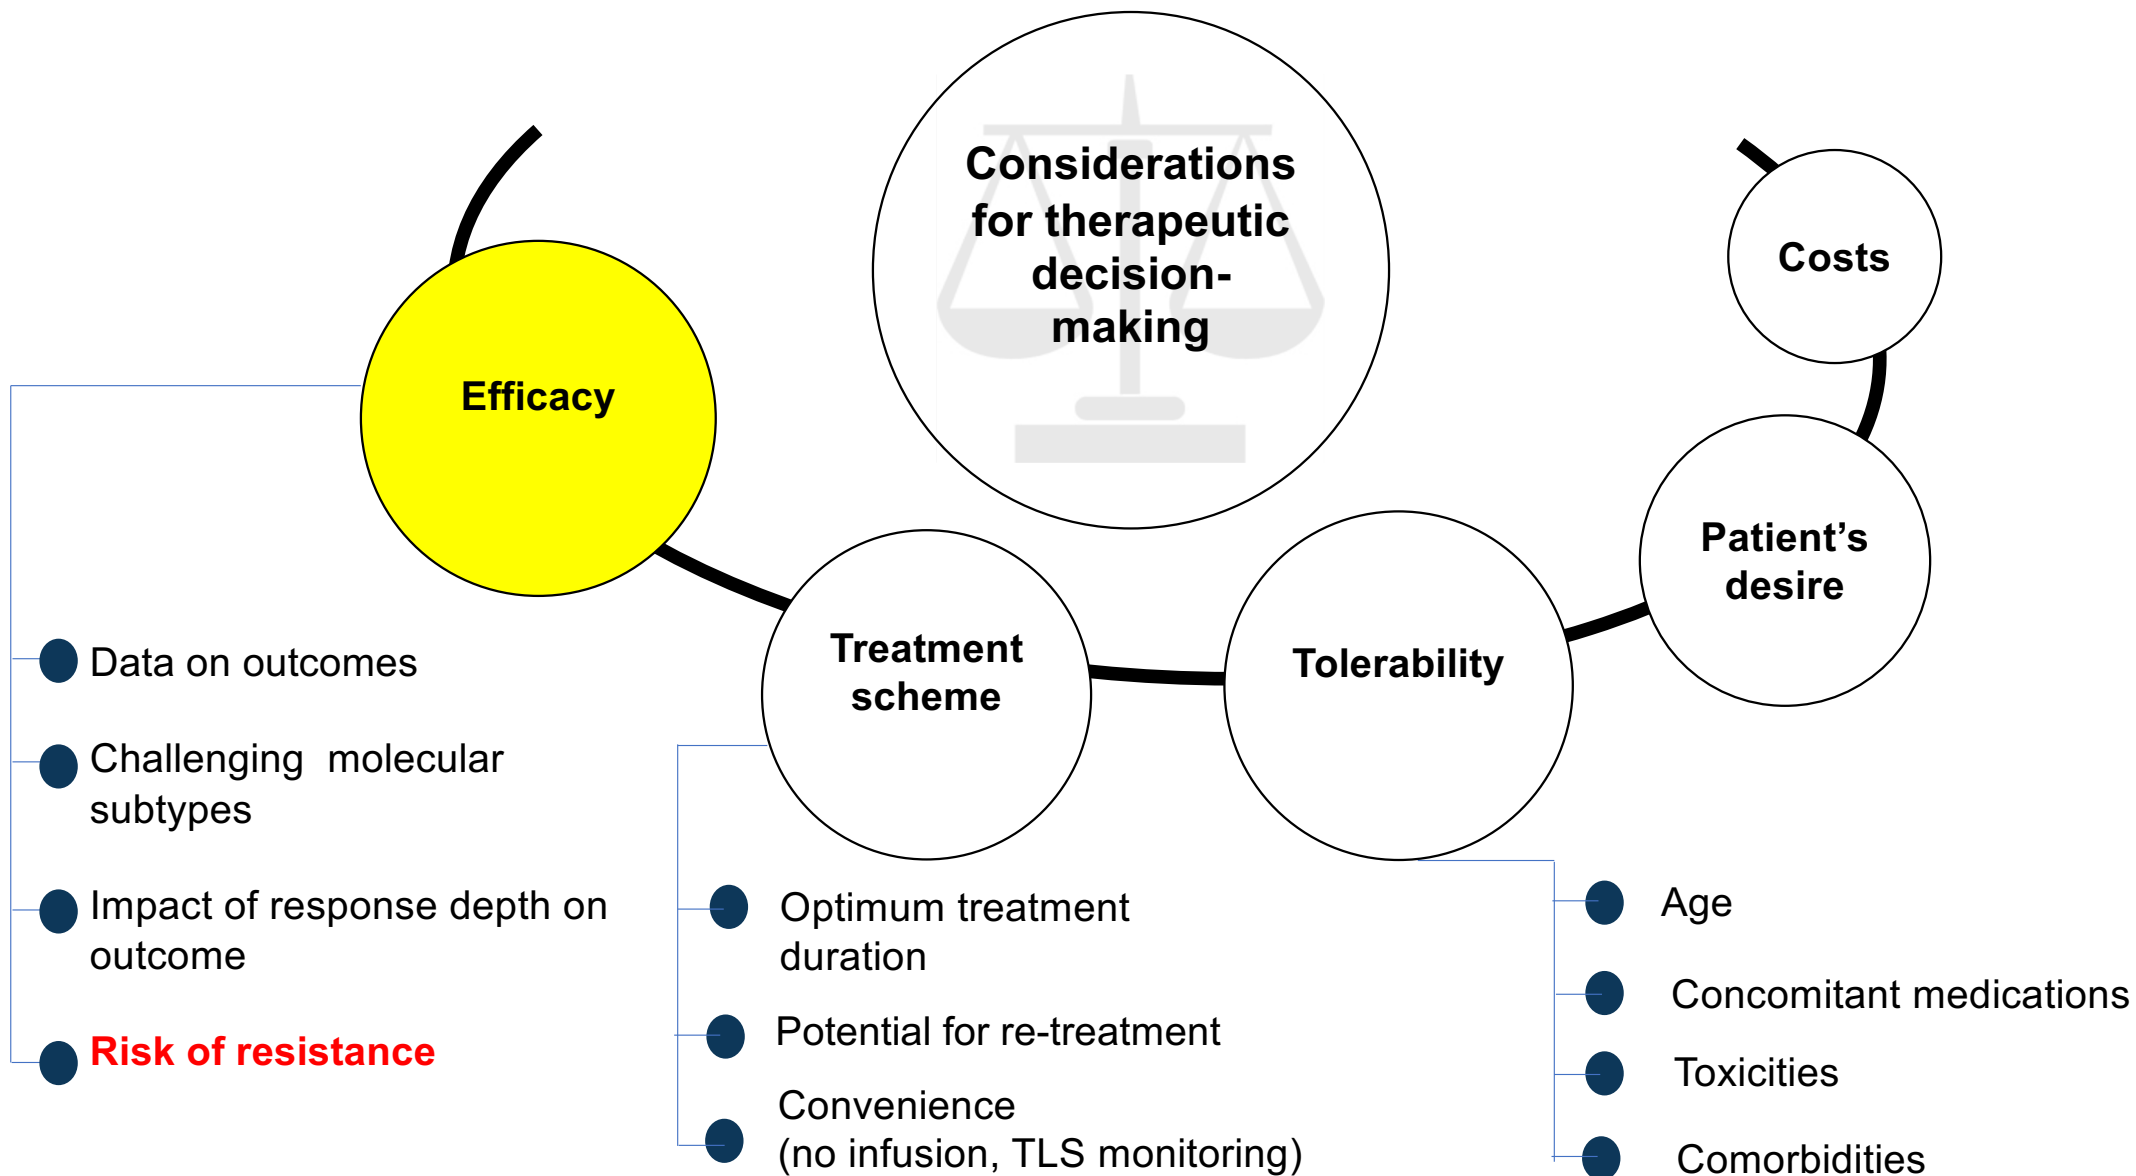 Considerations
for therapeutic
decision-
making
Costs
Efficacy
Patient’s
desire
Treatment
scheme
Tolerability
Data on outcomes
Challenging  molecular
subtypes
Impact of response depth on
outcome
Risk of resistance
Optimum treatment
duration
Potential for re-treatment
Convenience
(no infusion, TLS monitoring)
Age
Concomitant medications
Toxicities
Comorbidities